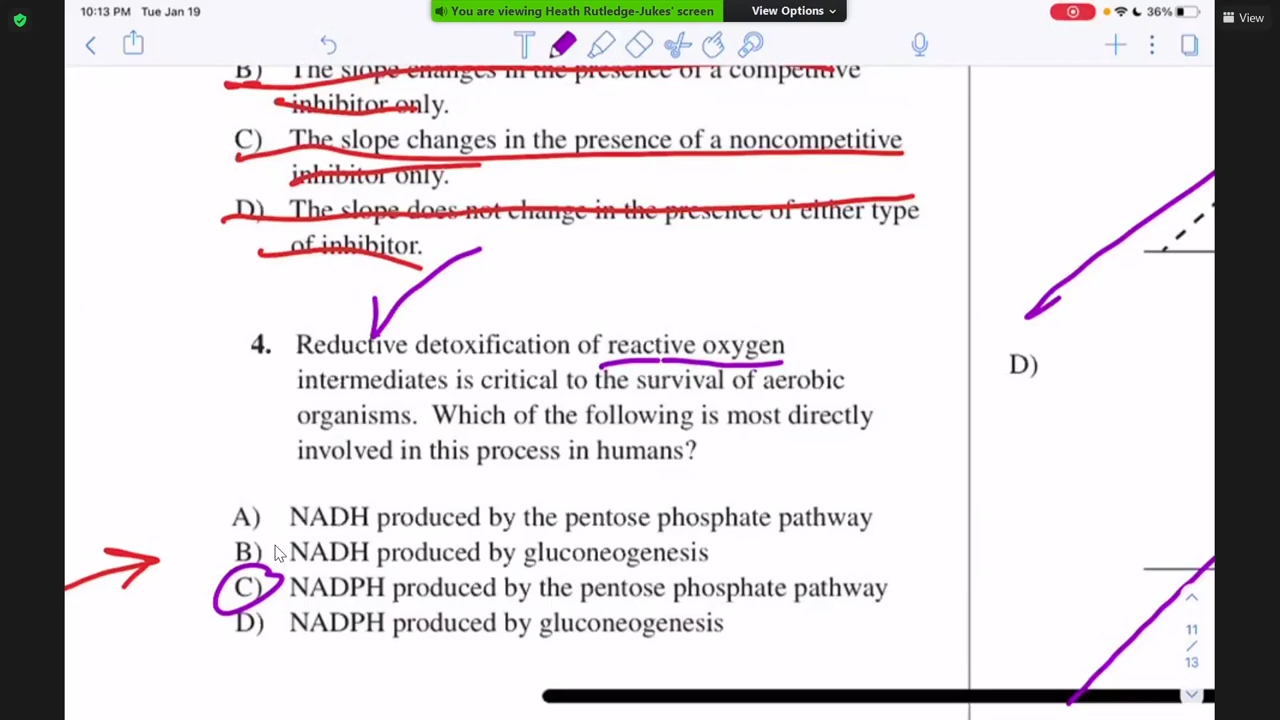 10:13 PM Tue Jan 19
You are viewing Heath Rutledge-Jukes' screen
View Options
36%
View
B) The slope changes in the presence of a competitive
inhibitor only.
C) The slope changes in the presence of a noncompetitive
inhibitor only.
D) The slope does not change in the presence of either type
of inhibitor.
4. Reductive detoxification of reactive oxygen
intermediates is critical to the survival of aerobic
organisms. Which of the following is most directly
involved in this process in humans?
A) NADH produced by the pentose phosphate pathway
B) NADH produced by gluconeogenesis
C) NADPH produced by the pentose phosphate pathway
D) NADPH produced by gluconeogenesis
D)
11
/
13